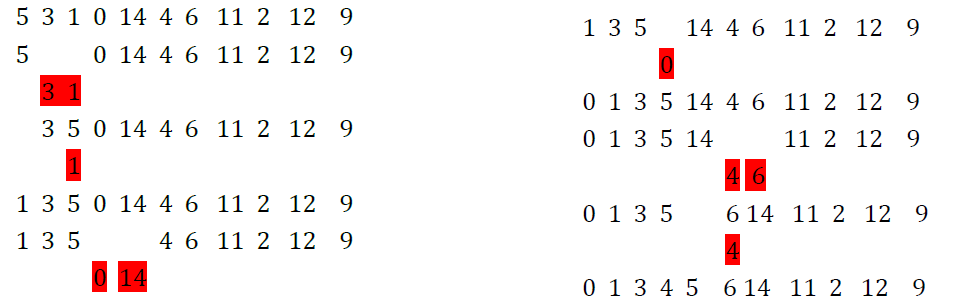 5 3 1 0 14 4 6 11 2 12 9
5 0 14 4 6 11 2 12 9
3 1
3 5 0 14 4 6 11 2 12 9
1
1 3 5 0 14 4 6 11 2 12 9
1 3 5 4 6 11 2 12 9
0 14
1 3 5 14 4 6 11 2 12 9
0
0 1 3 5 14 4 6 11 2 12 9
0 1 3 5 14 11 2 12 9
4 6
0 1 3 5 6 14 11 2 12 9
4
0 1 3 4 5 6 14 11 2 12 9